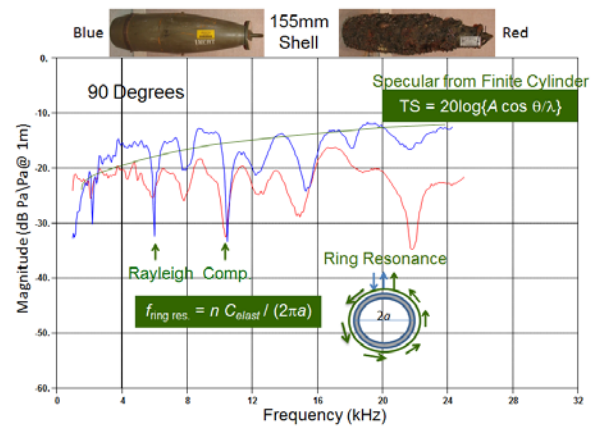 Blue
155mm
Shell
Red
90 Degrees
Specular from Finite Cylinder
TS = 20log{A cos θ/λ}
Magnitude (dB Pa)\Pa@ 1m)
0.
-10.
-20.
-30.
-40.
-50.
-60.
Rayleigh Comp.
Ring Resonance
f ring res. = n C elast / (2πa)
2a
0
4
8
12
16
20
24
28
32
Frequency (kHz)